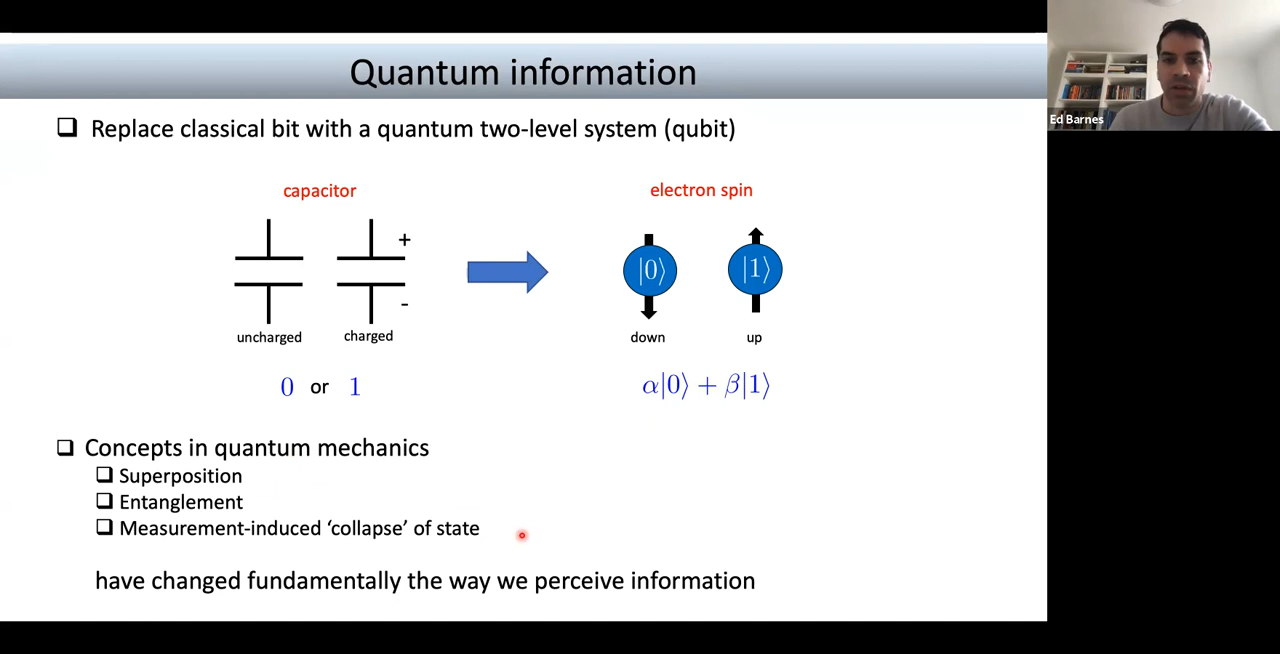 Quantum information
Ed Barnes
❑ Replace classical bit with a quantum two-level system (qubit)
capacitor
electron spin
+
-
|0⟩
|1⟩
uncharged
charged
down
up
0 or 1
α|0⟩ + β|1⟩
❑ Concepts in quantum mechanics
❑ Superposition
❑ Entanglement
❑ Measurement-induced ‘collapse’ of state
have changed fundamentally the way we perceive information